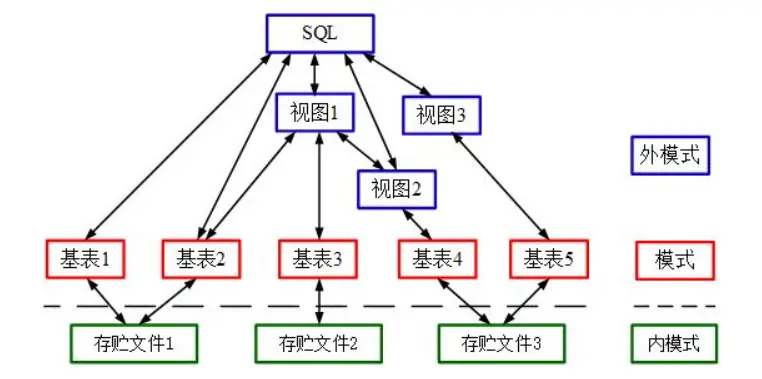 SQL
视图1
视图3
外模式
视图2
基表1
基表2
基表3
基表4
基表5
模式
存贮文件1
存贮文件2
存贮文件3
内模式